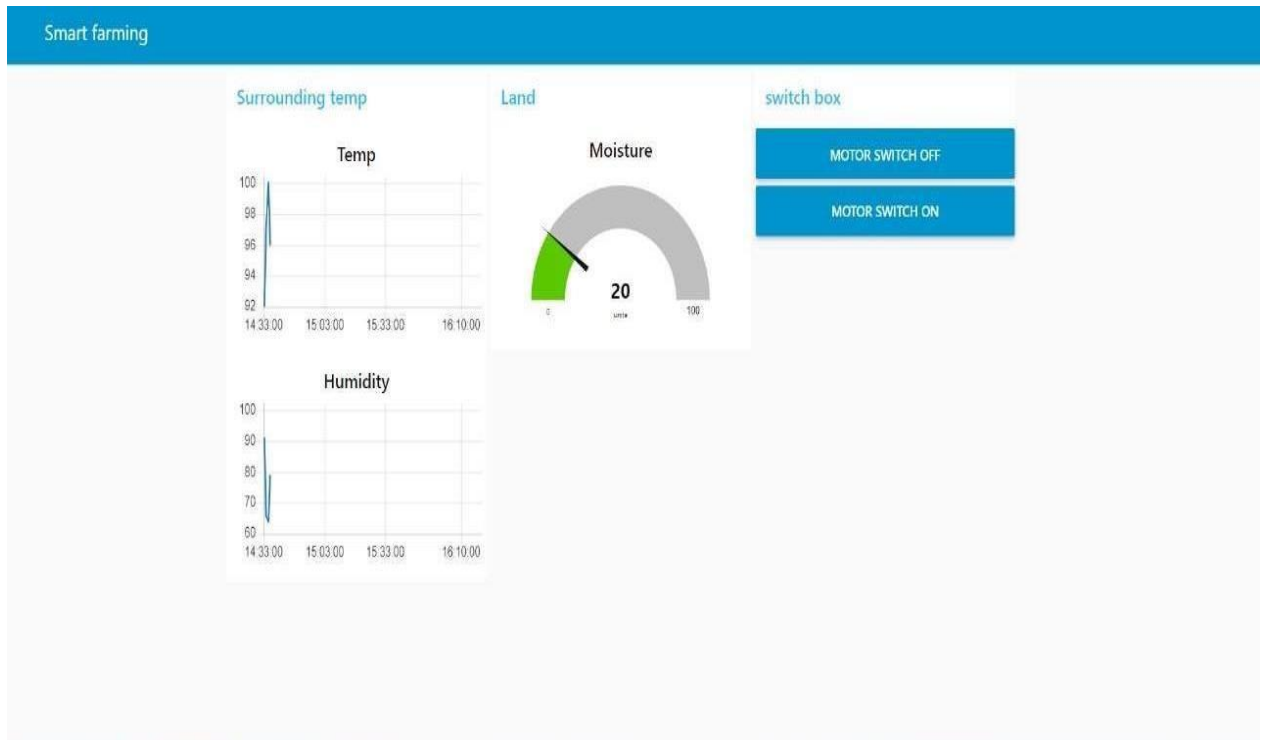 Smart farming
Surrounding temp
Temp
100
98
96
94
92
14:33:00 15:03:00 15:33:00 16:10:00
Humidity
100
90
80
70
60
14:33:00 15:03:00 15:33:00 16:10:00
Land
Moisture
20
0 units 100
switch box
MOTOR SWITCH OFF
MOTOR SWITCH ON